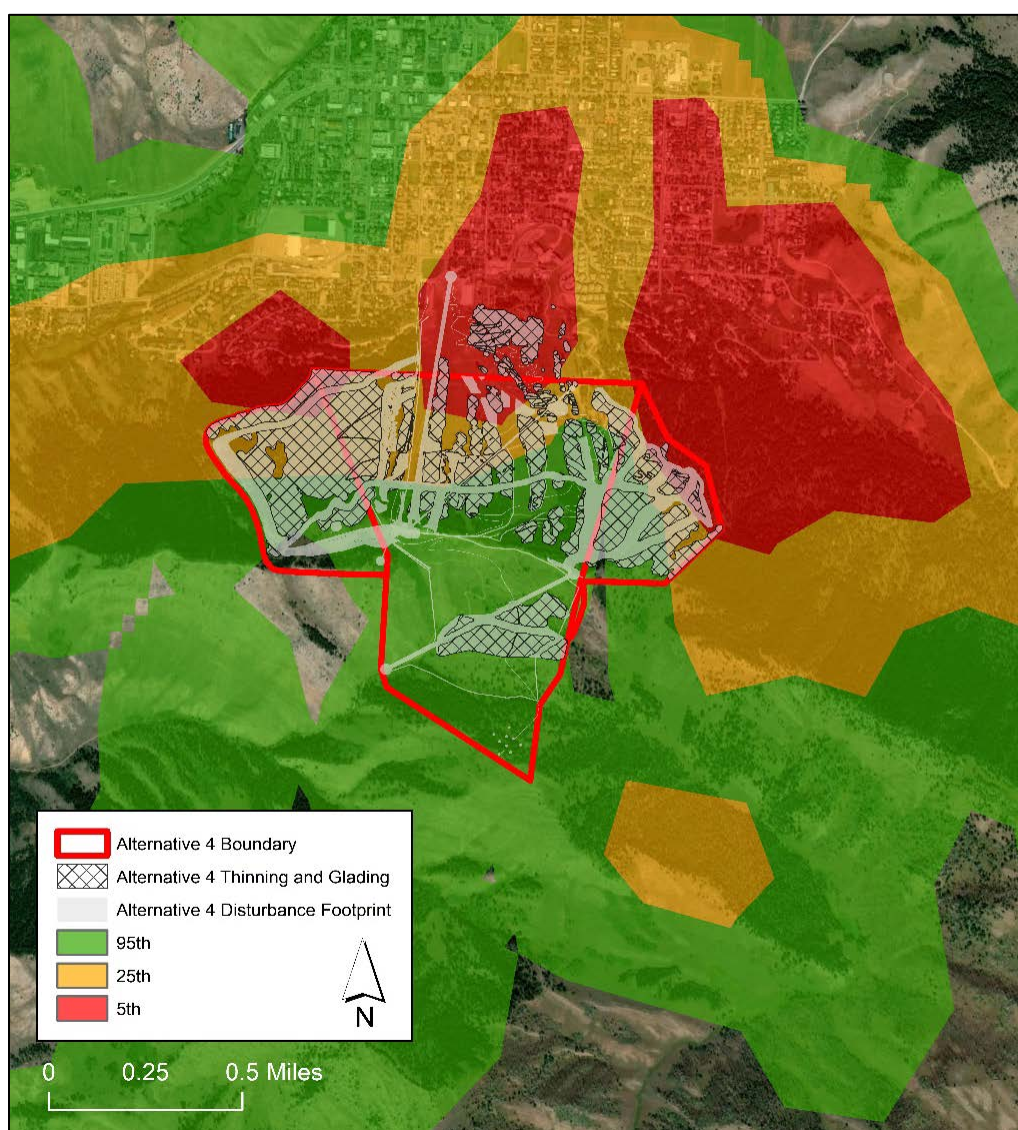 Alternative 4 Boundary
Alternative 4 Thinning and Glading
Alternative 4 Disturbance Footprint
95th
25th
5th
N
0 0.25 0.5 Miles